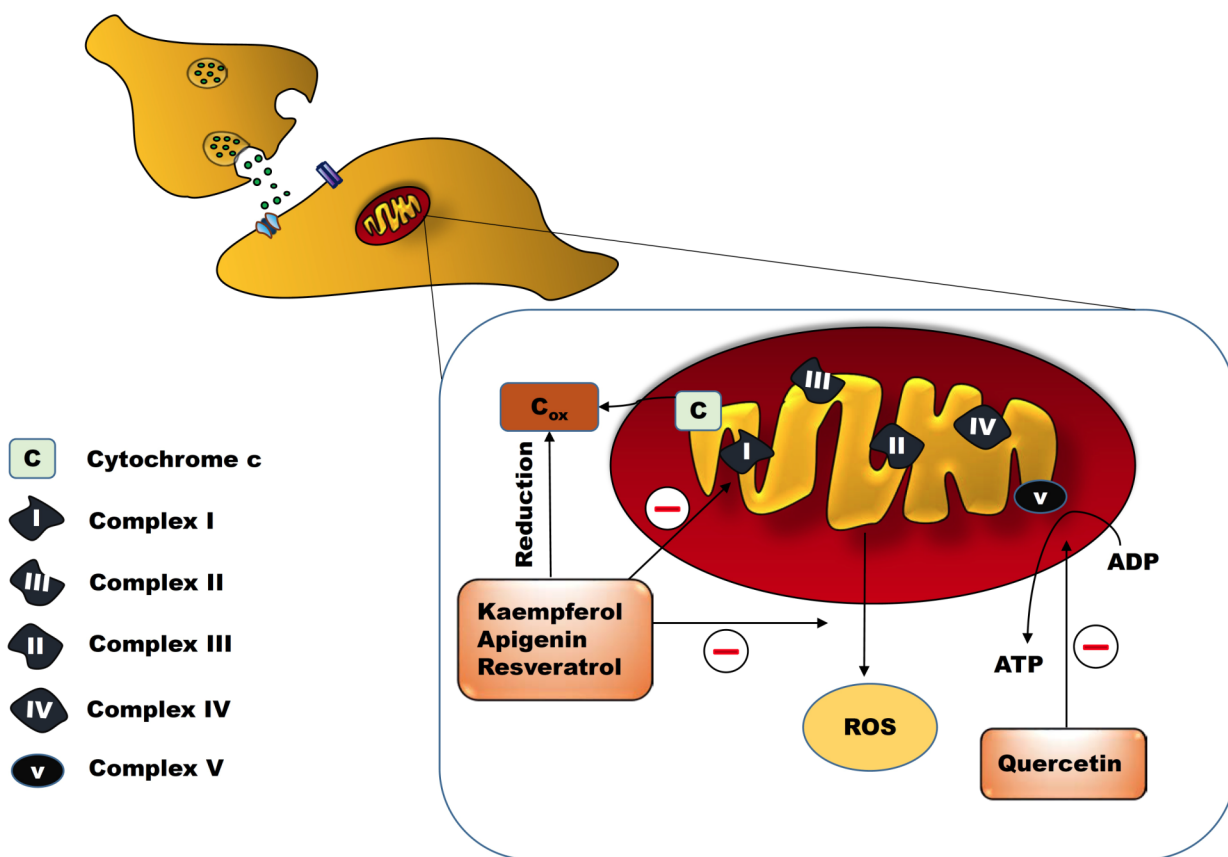 III
C
C ox
IV
I
II
C Cytochrome c
v
Reduction
I Complex I
ADP
III Complex II
Kaempferol
Apigenin
Resveratrol
II Complex III
ATP
IV Complex IV
ROS
Quercetin
v Complex V